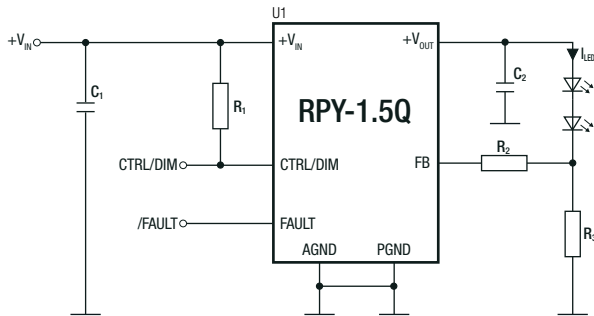 U1
+VIN
+VIN
+VOUT
ILED
C1
C2
R1
RPY-1.5Q
CTRL/DIM
CTRL/DIM
FB
R2
/FAULT
FAULT
R3
AGND
PGND